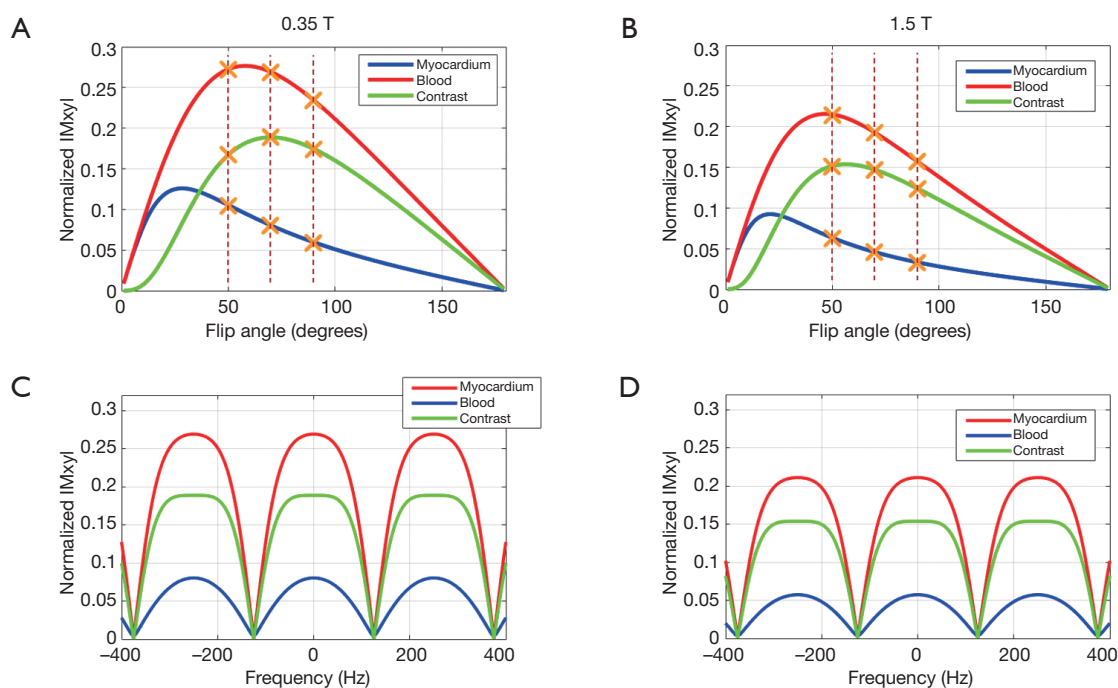 A
0.35 T
0.3
0.25
0.2
0.15
0.1
0.05
0
Normalized IMxyl
Myocardium
Blood
Contrast
0
50
100
150
Flip angle (degrees)
B
1.5 T
0.3
0.25
0.2
0.15
0.1
0.05
0
Normalized IMxyl
Myocardium
Blood
Contrast
0
50
100
150
Flip angle (degrees)
C
0.3
0.25
0.2
0.15
0.1
0.05
0
Normalized IMxyl
Myocardium
Blood
Contrast
–400
–200
0
200
400
Frequency (Hz)
D
0.3
0.25
0.2
0.15
0.1
0.05
0
Normalized IMxyl
Myocardium
Blood
Contrast
–400
–200
0
200
400
Frequency (Hz)